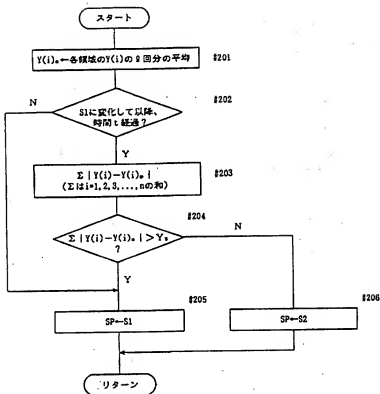 スタート
Y(i)ₒ←各領域のY(i)の9回分の平均
#201
N
#202
S1に変化して以降、
時間t経過?
Y
Σ|Y(i)-Y(i)ₒ|
(Σはi=1,2,3,...,nの和)
#203
#204
Σ|Y(i)-Y(i)ₒ|>Yₒ
?
N
Y
#205
SP←S1
#206
SP←S2
リターン